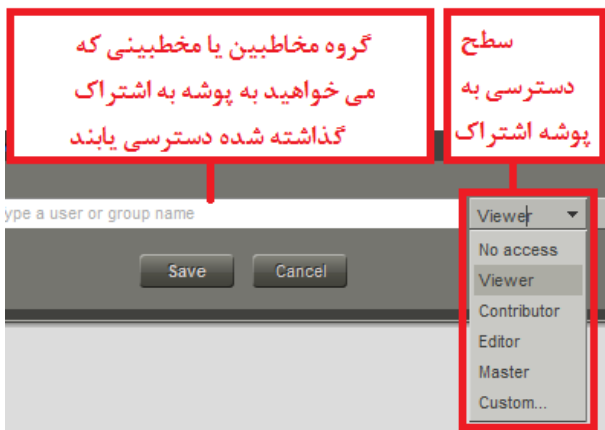 گروه مخاطبین یا مخطبینی که
می خواهید به پوشه به اشتراک
گذاشته شده دسترسی یابند
سطح
دسترسی به
پوشه اشتراک
ype a user or group name
Viewer
Save
Cancel
No access
Viewer
Contributor
Editor
Master
Custom...